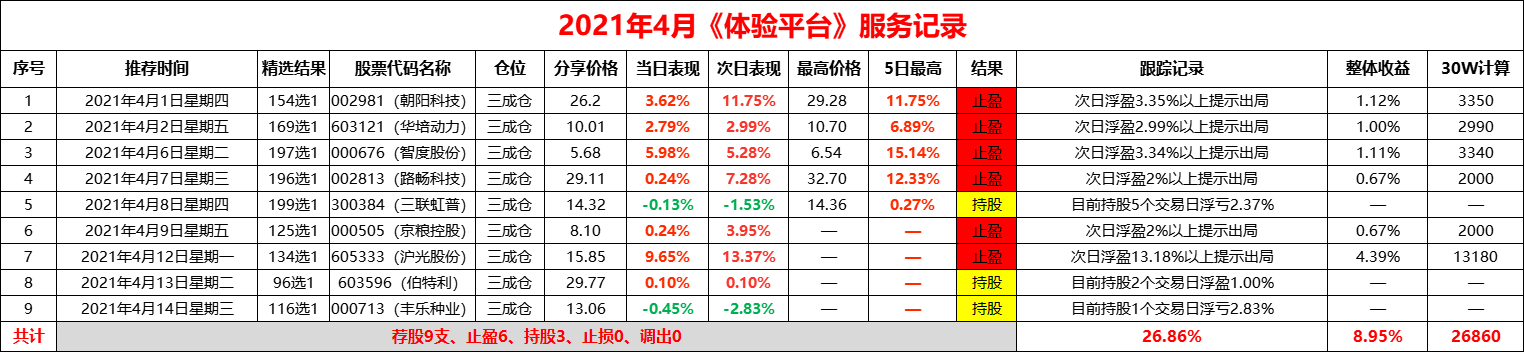 2021年4月《体验平台》服务记录
序号 推荐时间 精选结果 股票代码名称 仓位 分享价格 当日表现 次日表现 最高价格 5日最高 结果 跟踪记录 整体收益 30W计算
1 2021年4月1日星期四 154选1 002981（朝阳科技） 三成仓 26.2 3.62% 11.75% 29.28 11.75% 止盈 次日浮盈3.35%以上提示出局 1.12% 3350
2 2021年4月2日星期五 169选1 603121（华培动力） 三成仓 10.01 2.79% 2.99% 10.70 6.89% 止盈 次日浮盈2.99%以上提示出局 1.00% 2990
3 2021年4月6日星期二 197选1 000676（智度股份） 三成仓 5.68 5.98% 5.28% 6.54 15.14% 止盈 次日浮盈3.34%以上提示出局 1.11% 3340
4 2021年4月7日星期三 196选1 002813（路畅科技） 三成仓 29.11 0.24% 7.28% 32.70 12.33% 止盈 次日浮盈2%以上提示出局 0.67% 2000
5 2021年4月8日星期四 199选1 300384（三联虹普） 三成仓 14.32 -0.13% -1.53% 14.36 0.27% 持股 目前持股5个交易日浮亏2.37% — —
6 2021年4月9日星期五 125选1 000505（京粮控股） 三成仓 8.10 0.24% 3.95% — — 止盈 次日浮盈2%以上提示出局 0.67% 2000
7 2021年4月12日星期一 134选1 605333（沪光股份） 三成仓 15.85 9.65% 13.37% — — 止盈 次日浮盈13.18%以上提示出局 4.39% 13180
8 2021年4月13日星期二 96选1 603596（伯特利） 三成仓 29.77 0.10% 0.10% — — 持股 目前持股2个交易日浮盈1.00% — —
9 2021年4月14日星期三 116选1 000713（丰乐种业） 三成仓 13.06 -0.45% -2.83% — — 持股 目前持股1个交易日浮亏2.83% — —
共计 荐股9支、止盈6、持股3、止损0、调出0 26.86% 8.95% 26860